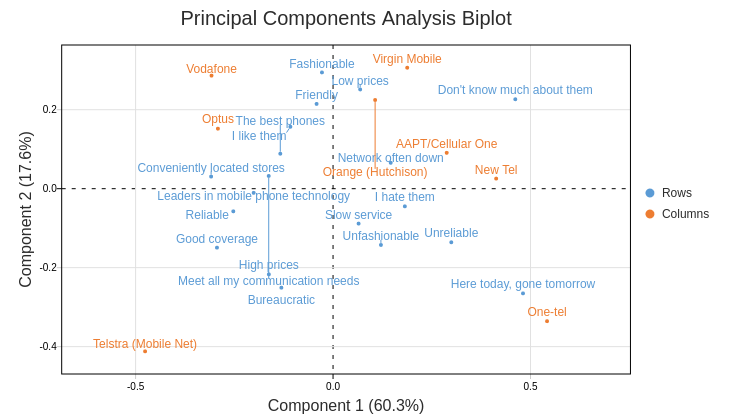 Principal Components Analysis Biplot
Component 2 (17.6%)
0.2
0.0
-0.2
-0.4
Vodafone
Fashionable
Virgin Mobile
Low prices
Friendly
Don't know much about them
Optus
The best phones
I like them
AAPT/Cellular One
Network often down
Conveniently located stores
Orange (Hutchison)
New Tel
Leaders in mobile phone technology
I hate them
Reliable
Slow service
Good coverage
Unfashionable
Unreliable
High prices
Meet all my communication needs
Here today, gone tomorrow
Bureaucratic
One-tel
Telstra (Mobile Net)
Rows
Columns
-0.5
0.0
0.5
Component 1 (60.3%)